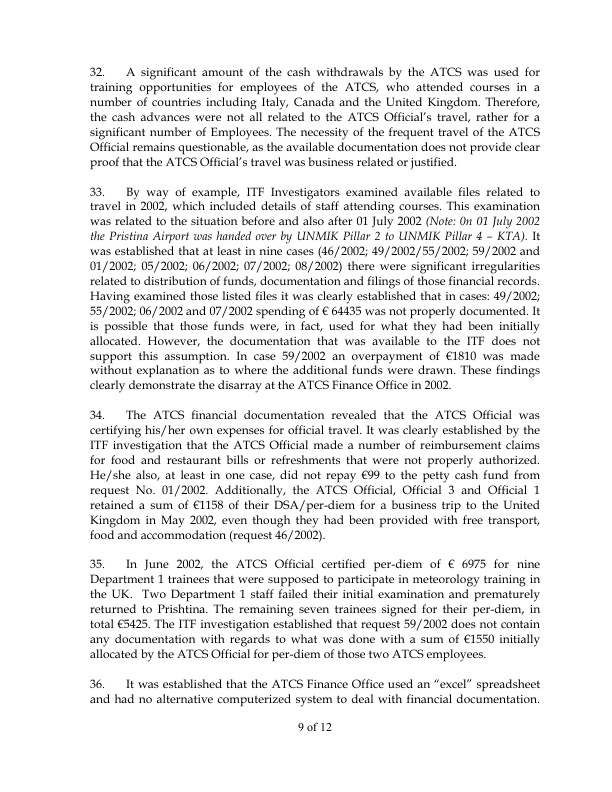 32. A significant amount of the cash withdrawals by the ATCS was used for
training opportunities for employees of the ATCS, who attended courses in a
number of countries including Italy, Canada and the United Kingdom. Therefore,
the cash advances were not all related to the ATCS Official’s travel, rather for a
significant number of Employees. The necessity of the frequent travel of the ATCS
Official remains questionable, as the available documentation does not provide clear
proof that the ATCS Official’s travel was business related or justified.
33. By way of example, ITF Investigators examined available files related to
travel in 2002, which included details of staff attending courses. This examination
was related to the situation before and also after 01 July 2002 (Note: 0n 01 July 2002
the Pristina Airport was handed over by UNMIK Pillar 2 to UNMIK Pillar 4 – KTA). It
was established that at least in nine cases (46/2002; 49/2002/55/2002; 59/2002 and
01/2002; 05/2002; 06/2002; 07/2002; 08/2002) there were significant irregularities
related to distribution of funds, documentation and filings of those financial records.
Having examined those listed files it was clearly established that in cases: 49/2002;
55/2002; 06/2002 and 07/2002 spending of € 64435 was not properly documented. It
is possible that those funds were, in fact, used for what they had been initially
allocated. However, the documentation that was available to the ITF does not
support this assumption. In case 59/2002 an overpayment of €1810 was made
without explanation as to where the additional funds were drawn. These findings
clearly demonstrate the disarray at the ATCS Finance Office in 2002.
34. The ATCS financial documentation revealed that the ATCS Official was
certifying his/her own expenses for official travel. It was clearly established by the
ITF investigation that the ATCS Official made a number of reimbursement claims
for food and restaurant bills or refreshments that were not properly authorized.
He/she also, at least in one case, did not repay €99 to the petty cash fund from
request No. 01/2002. Additionally, the ATCS Official, Official 3 and Official 1
retained a sum of €1158 of their DSA/per-diem for a business trip to the United
Kingdom in May 2002, even though they had been provided with free transport,
food and accommodation (request 46/2002).
35. In June 2002, the ATCS Official certified per-diem of € 6975 for nine
Department 1 trainees that were supposed to participate in meteorology training in
the UK. Two Department 1 staff failed their initial examination and prematurely
returned to Prishtina. The remaining seven trainees signed for their per-diem, in
total €5425. The ITF investigation established that request 59/2002 does not contain
any documentation with regards to what was done with a sum of €1550 initially
allocated by the ATCS Official for per-diem of those two ATCS employees.
36. It was established that the ATCS Finance Office used an “excel” spreadsheet
and had no alternative computerized system to deal with financial documentation.
9 of 12